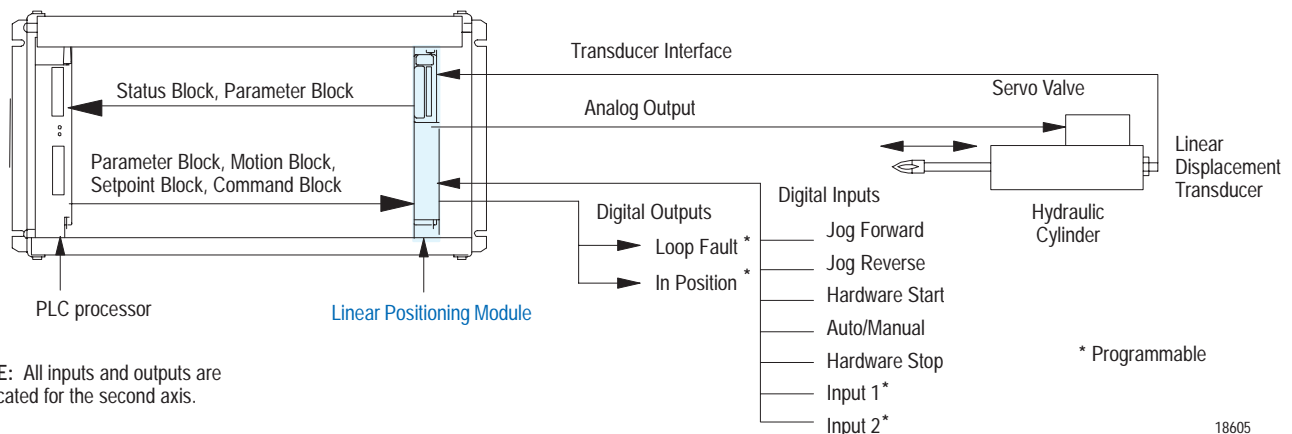 Transducer Interface
Status Block, Parameter Block
Servo Valve
Analog Output
Parameter Block, Motion Block,
Setpoint Block, Command Block
Linear
Displacement
Transducer
Digital Inputs
Digital Outputs
Hydraulic
Cylinder
Jog Forward
Loop Fault *
Jog Reverse
In Position *
Hardware Start
PLC processor
Linear Positioning Module
Auto/Manual
* Programmable
Hardware Stop
E: All inputs and outputs are
cated for the second axis.
Input 1*
Input 2*
18605